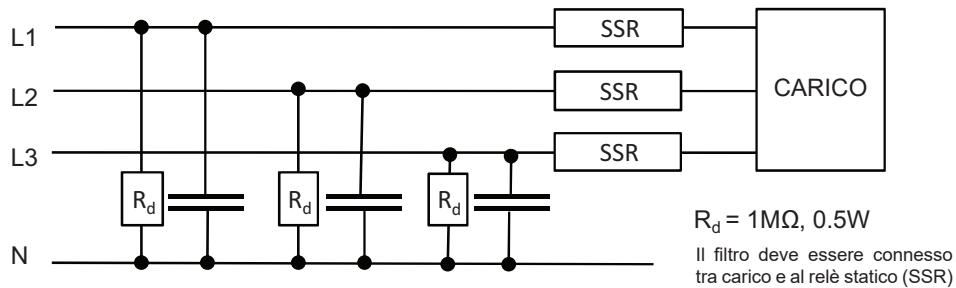 L1
SSR
CARICO
L2
SSR
L3
SSR
Rd
Rd
Rd
N
Rd = 1MΩ, 0.5W
Il filtro deve essere connesso
tra carico e al relè statico (SSR)